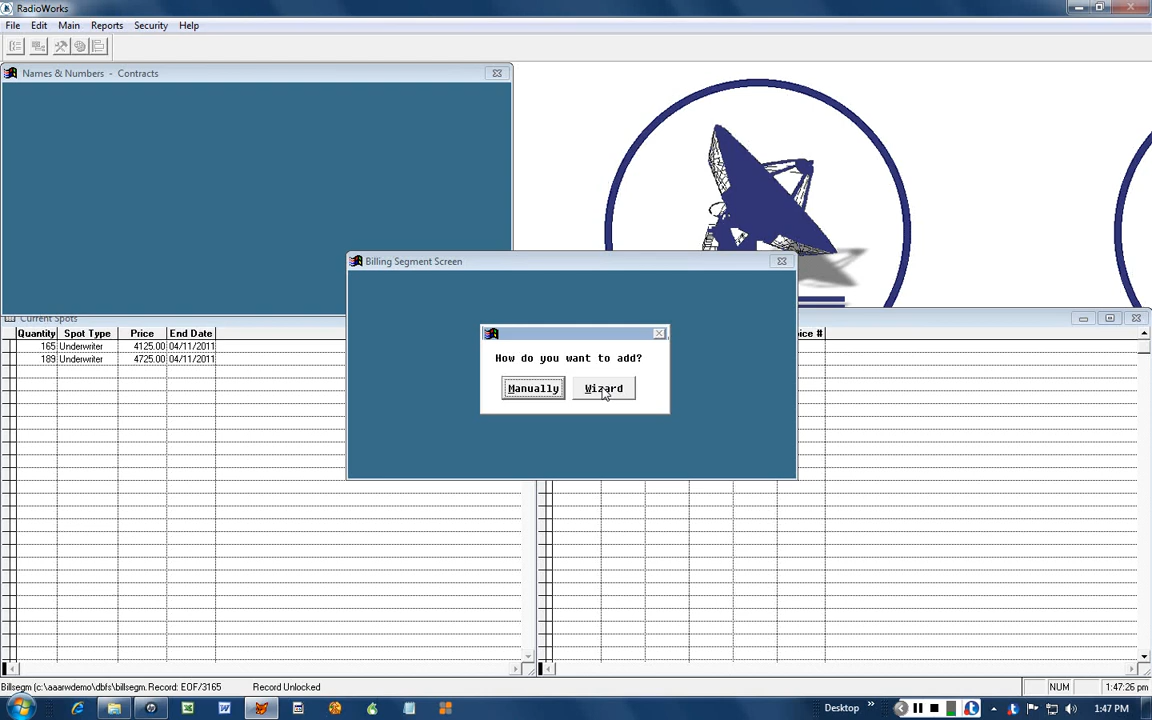 RadioWorks
File Edit Main Reports Security Help
Names & Numbers - Contracts
Billing Segment Screen
How do you want to add?
Manually Wizard
Current Spots
Quantity Spot Type Price End Date
165 Underwriter 4125.00 04/11/2011
189 Underwriter 4725.00 04/11/2011
ice #
Billsegm (c:\aaarwdemo\dbfs\billsegm. Record: EOF/3165 Record Unlocked NUM 1:47:26 pm
Desktop » 1:47 PM